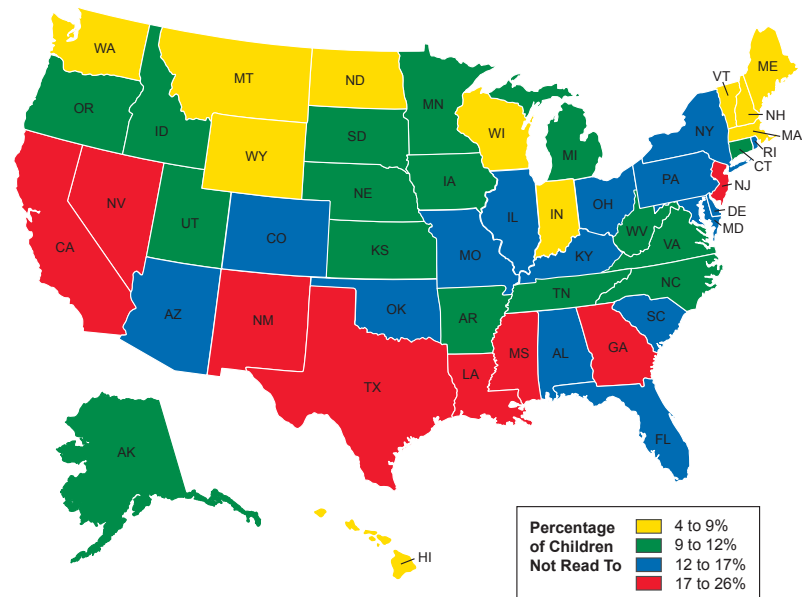 WA
MT
ND
MN
VT
ME
OR
ID
SD
WI
MI
NY
NH
MA
RI
CT
WY
NE
IA
PA
NJ
NV
UT
CO
KS
MO
IL
IN
OH
WV
VA
DE
MD
CA
KY
NC
AZ
NM
OK
AR
TN
SC
TX
LA
MS
AL
GA
FL
AK
HI
Percentage
of Children
Not Read To
4 to 9%
9 to 12%
12 to 17%
17 to 26%